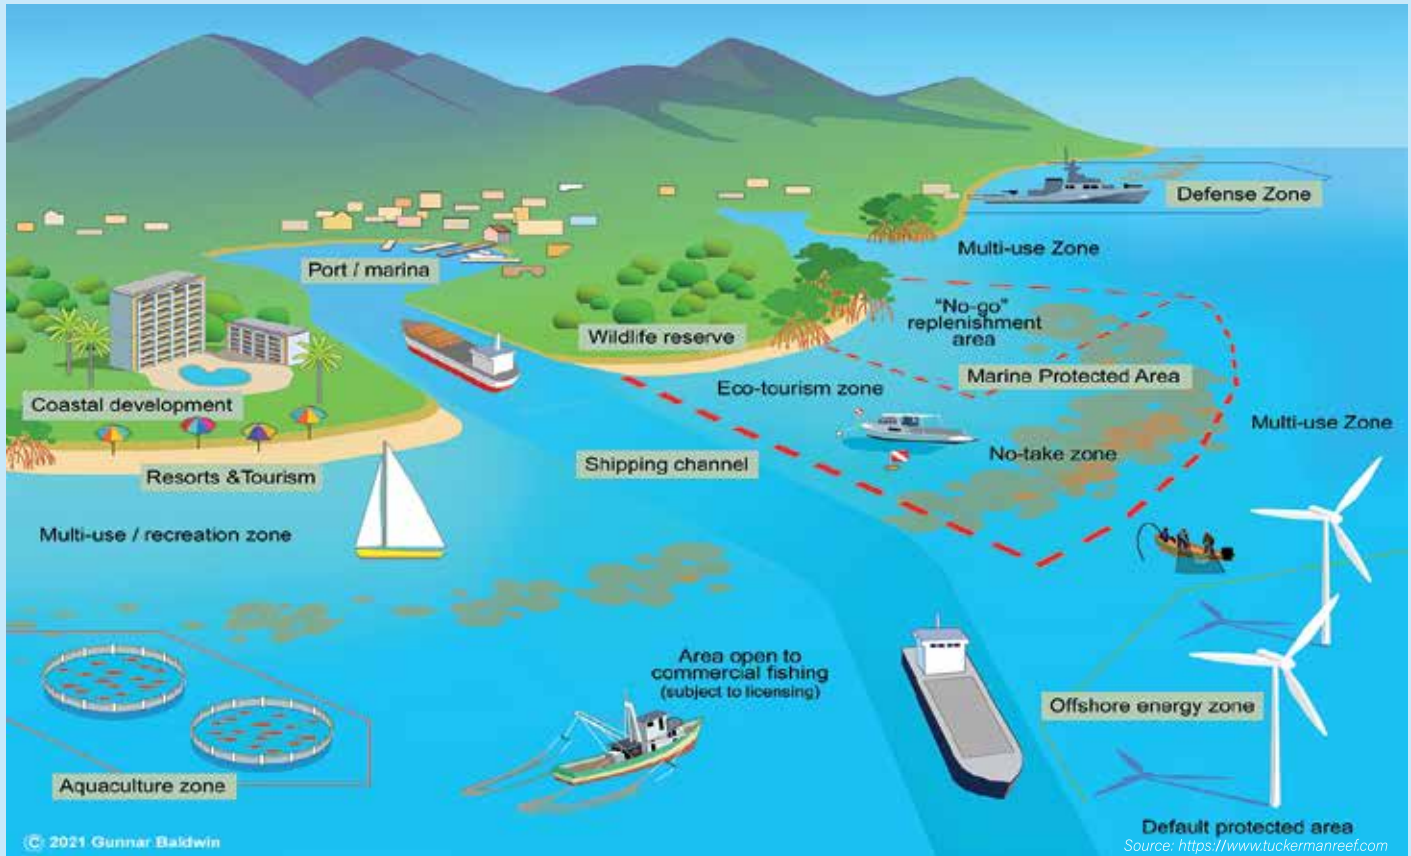 Defense Zone
Multi-use Zone
Port / marina
"No-go"
replenishment
area
Wildlife reserve
Marine Protected Area
Eco-tourism zone
Coastal development
Multi-use Zone
No-take zone
Shipping channel
Resorts & Tourism
Multi-use / recreation zone
Area open to
commercial fishing
(subject to licensing)
Offshore energy zone
Aquaculture zone
Default protected area
© 2021 Gunnar Baldwin
Source: https://www.tuckermanreef.com